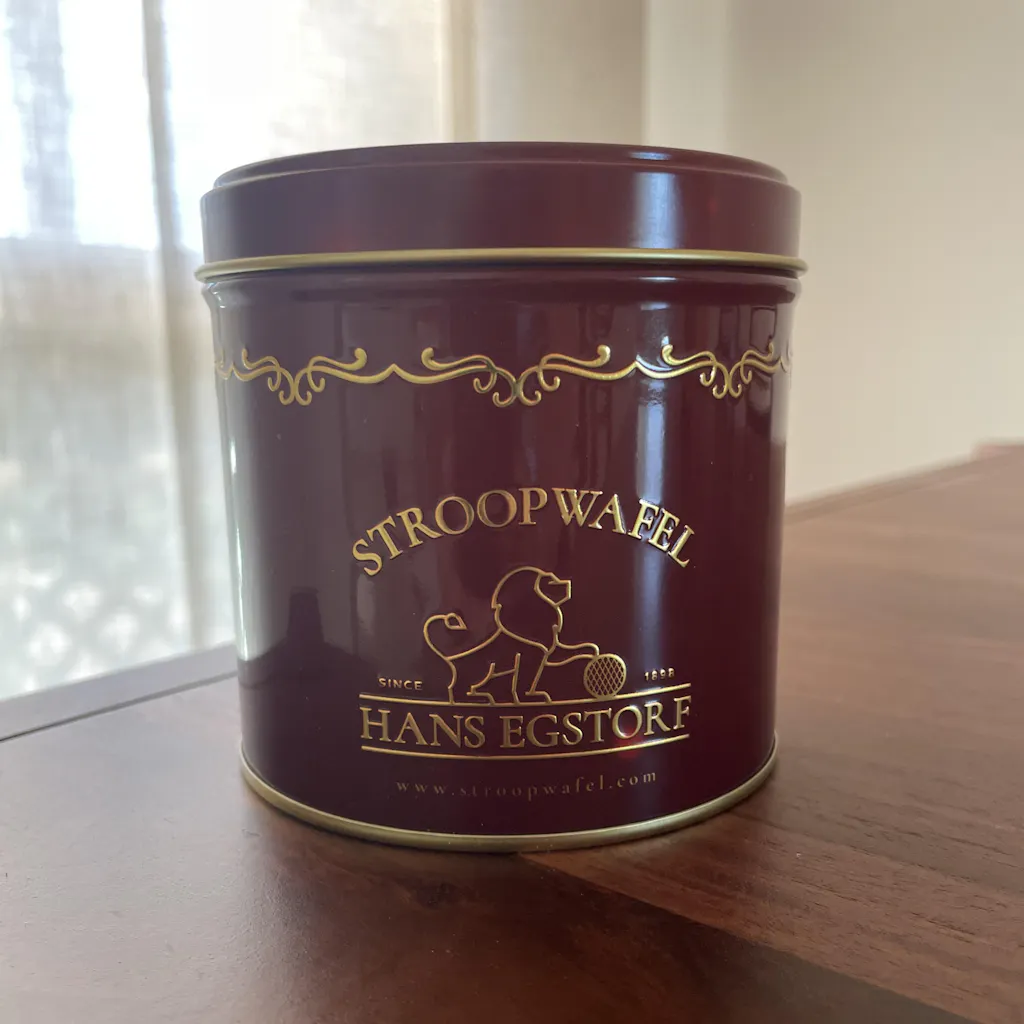 STROOPWAFEL
SINCE 1898
HANS EGSTORF
www.stroopwafel.com